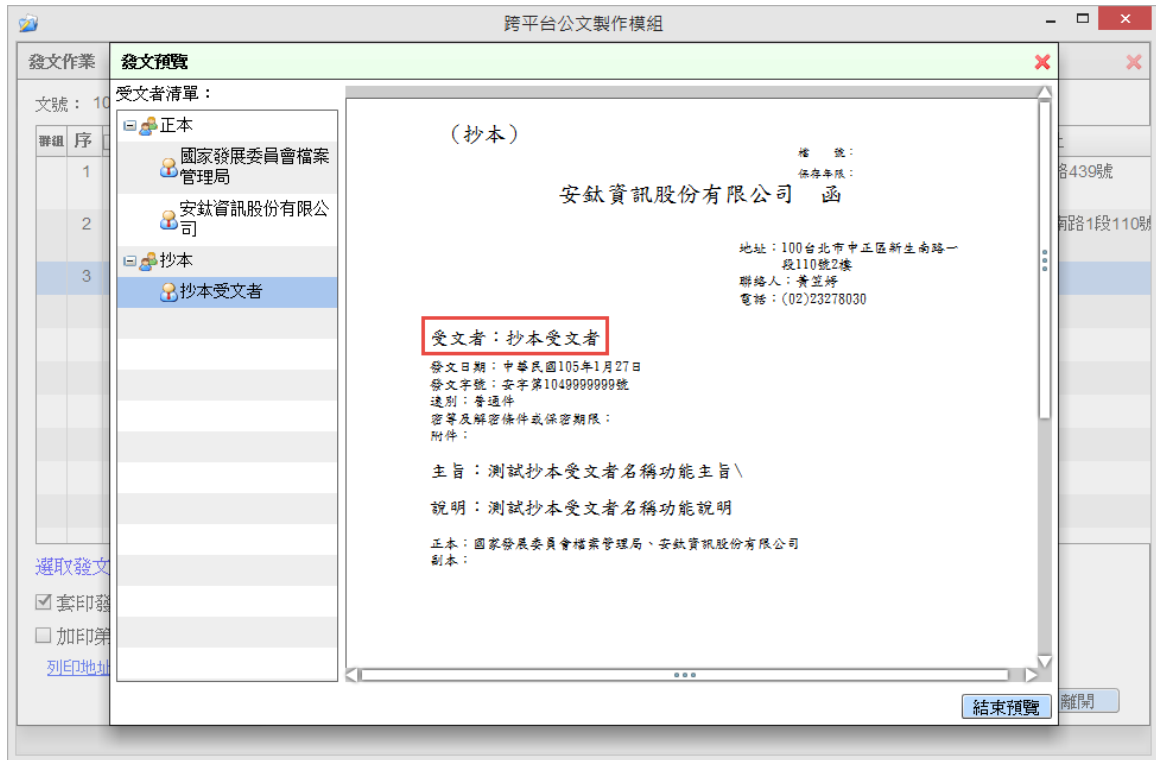 跨平台公文製作模組
發文作業
發文預覽
文號： 10
受文者清單：
群組 序
1
2
3
正本
國家發展委員會檔案
管理局
安鈦資訊股份有限公
司
抄本
抄本受文者
（抄本）
檔 號：
保存年限：
安鈦資訊股份有限公司 函
地址：100台北市中正區新生南路一
段110號2樓
聯絡人：黃笠婷
電話：(02)23278030
受文者：抄本受文者
發文日期：中華民國105年1月27日
發文字號：安字第1049999999號
速別：普通件
密等及解密條件或保密期限：
附件：
主旨：測試抄本受文者名稱功能主旨\
說明：測試抄本受文者名稱功能說明
正本：國家發展委員會檔案管理局、安鈦資訊股份有限公司
副本：
路439號
南路1段110號
選取發文
套印發
加印第
列印地址
結束預覽
離開